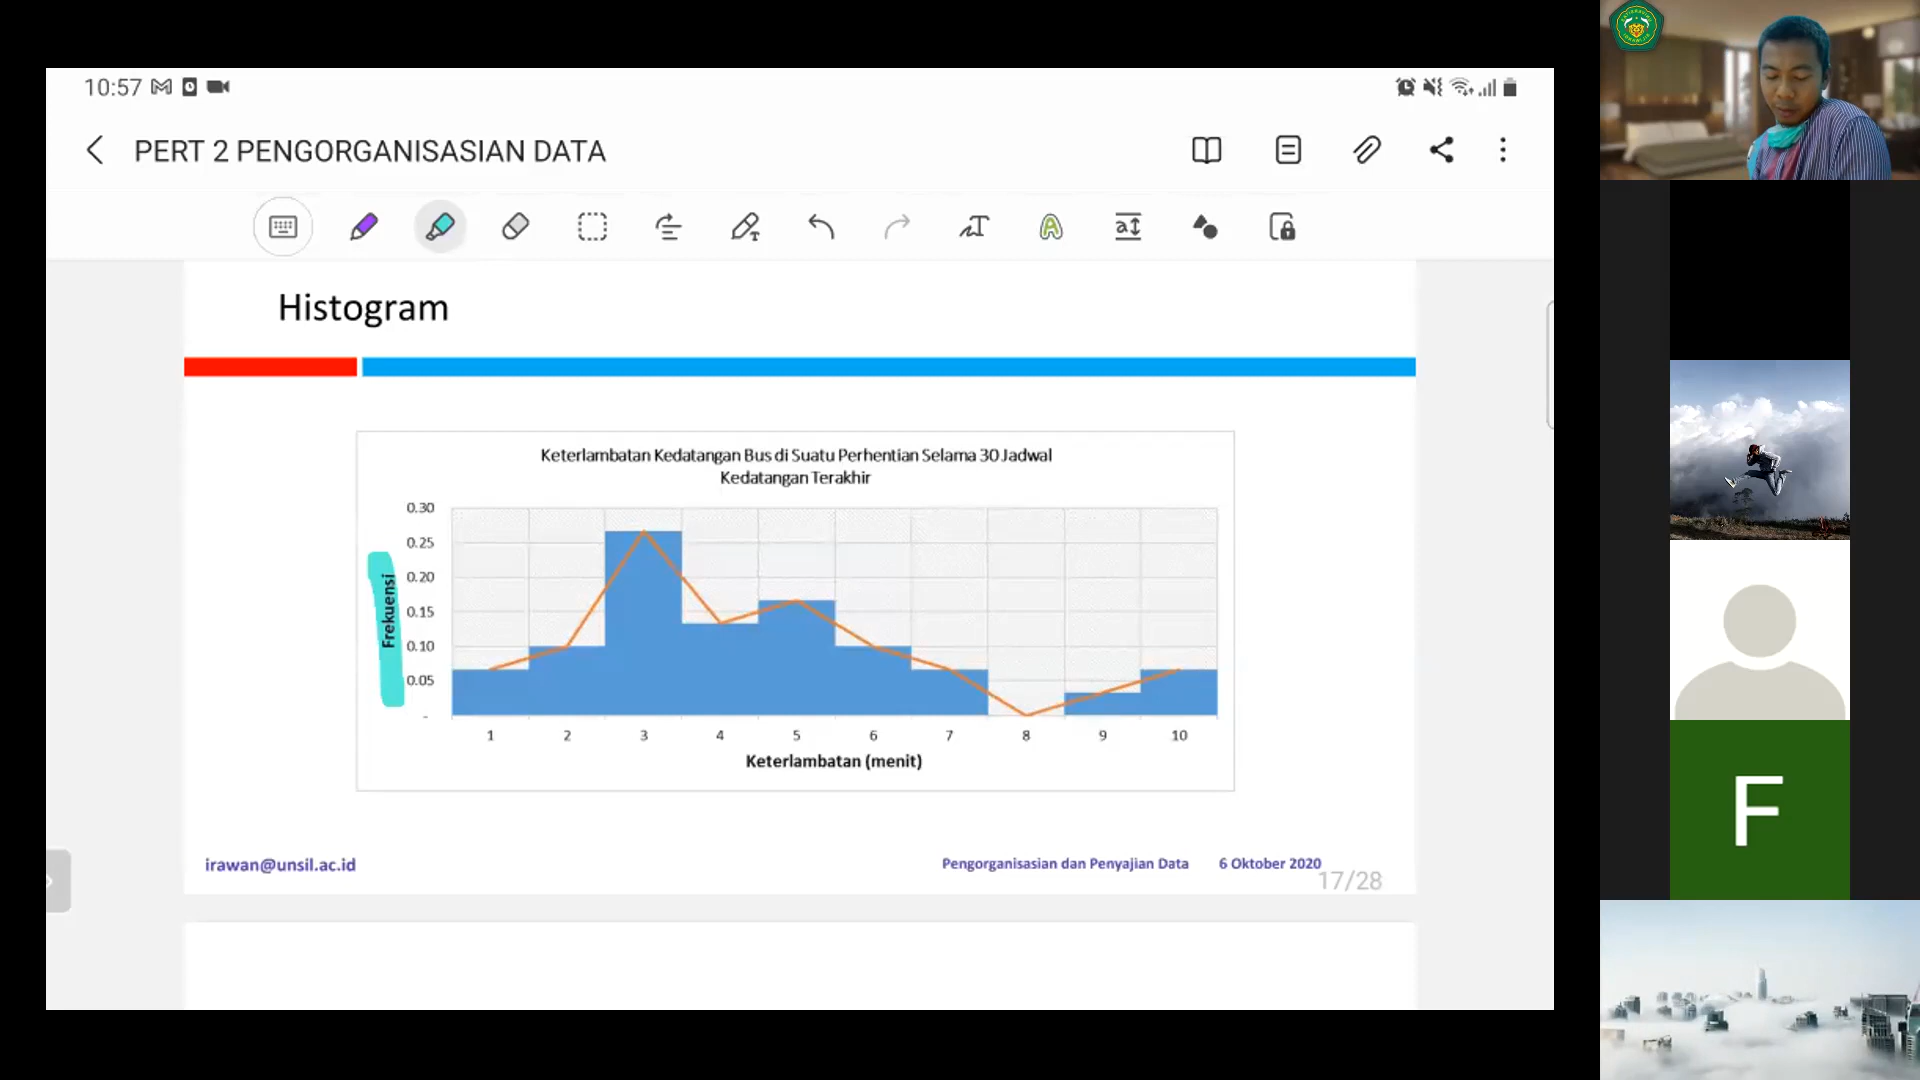 10:57
PERT 2 PENGORGANISASIAN DATA
Histogram
Keterlambatan Kedatangan Bus di Suatu Perhentian Selama 30 Jadwal
Kedatangan Terakhir
0.30
0.25
0.20
0.15
0.10
0.05
-
Frekuensi
1 2 3 4 5 6 7 8 9 10
Keterlambatan (menit)
irawan@unsil.ac.id
Pengorganisasian dan Penyajian Data 6 Oktober 2020
17/28
F